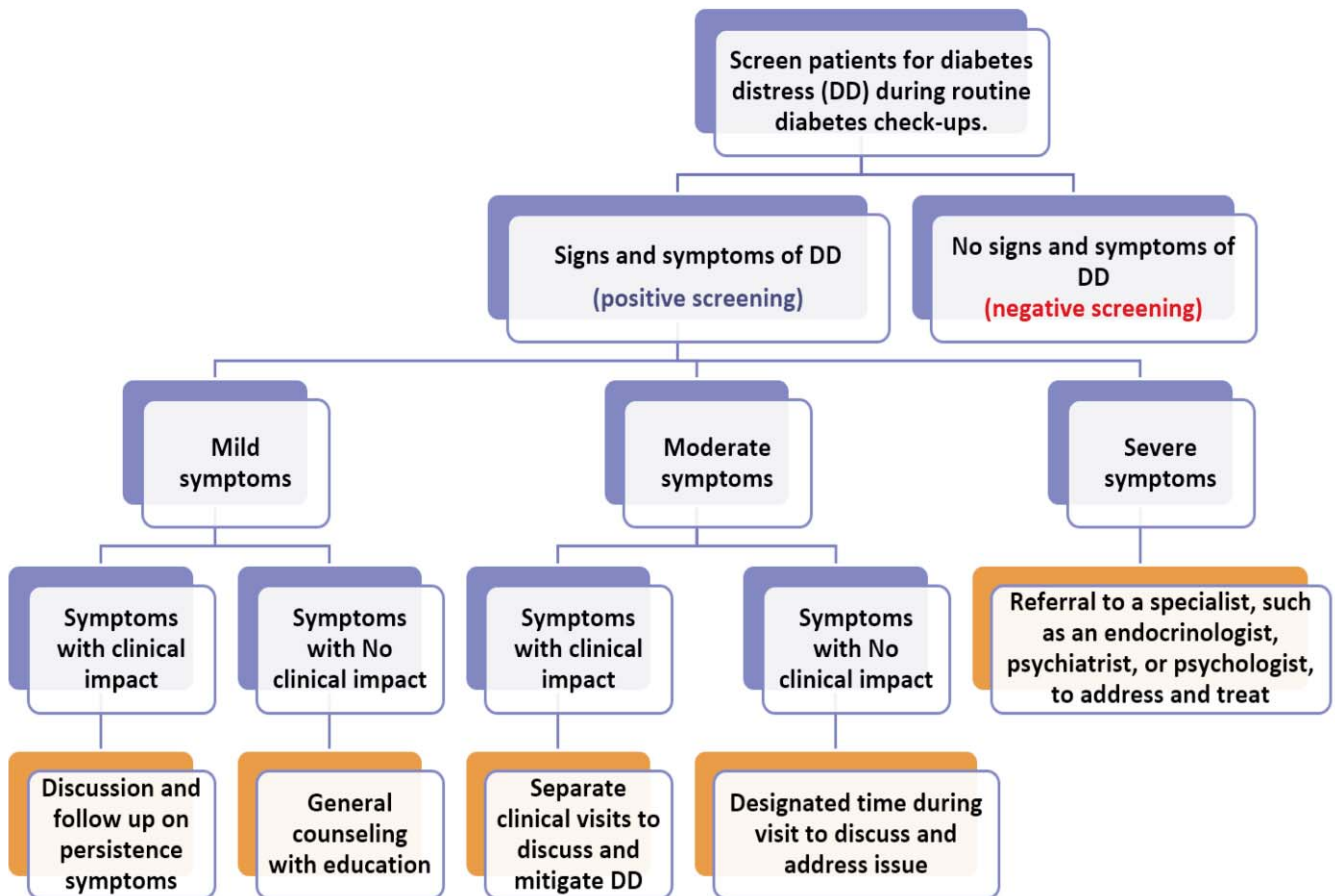 Screen patients for diabetes
distress (DD) during routine
diabetes check-ups.
Signs and symptoms of DD
(positive screening)
No signs and symptoms of
DD
(negative screening)
Mild
symptoms
Moderate
symptoms
Severe
symptoms
Symptoms
with clinical
impact
Symptoms
with No
clinical impact
Symptoms
with clinical
impact
Symptoms
with No
clinical impact
Referral to a specialist, such
as an endocrinologist,
psychiatrist, or psychologist,
to address and treat
Discussion and
follow up on
persistence
symptoms
General
counseling
with education
Separate
clinical visits to
discuss and
mitigate DD
Designated time during
visit to discuss and
address issue